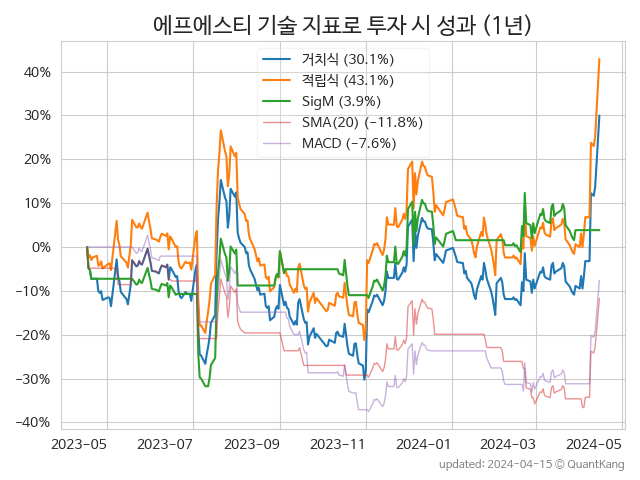 에프에스티 기술 지표로 투자 시 성과 (1년)
거치식 (30.1%)
적립식 (43.1%)
SigM (3.9%)
SMA(20) (−11.8%)
MACD (−7.6%)
40%
30%
20%
10%
0%
−10%
−20%
−30%
−40%
2023-05 2023-07 2023-09 2023-11 2024-01 2024-03 2024-05
updated: 2024-04-15 © QuantKang